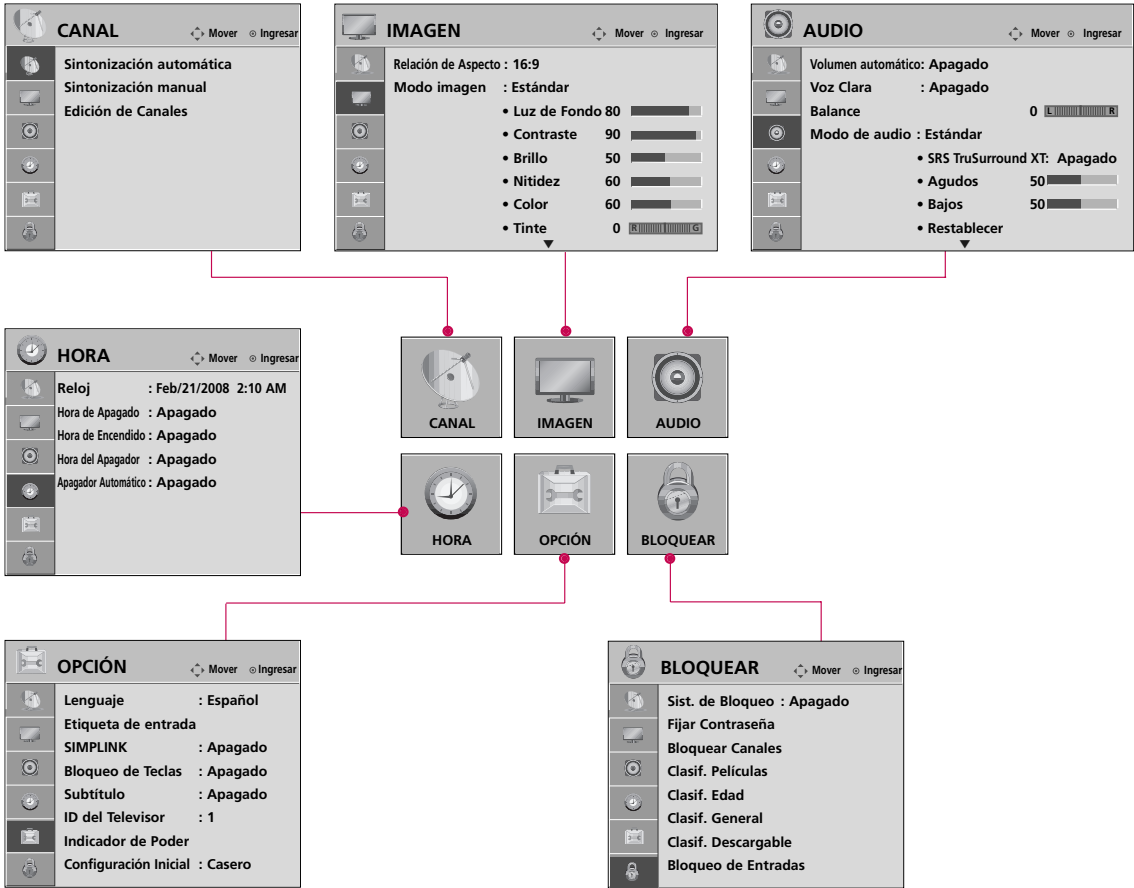 CANAL
Mover
Ingresar
Sintonización automática
Sintonización manual
Edición de Canales
IMAGEN
Mover
Ingresar
Relación de Aspecto : 16:9
Modo imagen : Estándar
• Luz de Fondo 80
• Contraste 90
• Brillo 50
• Nitidez 60
• Color 60
• Tinte 0 R G
AUDIO
Mover
Ingresar
Volumen automático: Apagado
Voz Clara : Apagado
Balance 0 L R
Modo de audio : Estándar
• SRS TruSurround XT: Apagado
• Agudos 50
• Bajos 50
• Restablecer
HORA
Mover
Ingresar
Reloj : Feb/21/2008 2:10 AM
Hora de Apagado : Apagado
Hora de Encendido : Apagado
Hora del Apagador : Apagado
Apagador Automático : Apagado
CANAL
IMAGEN
AUDIO
HORA
OPCIÓN
BLOQUEAR
OPCIÓN
Mover
Ingresar
Lenguaje : Español
Etiqueta de entrada
SIMPLINK : Apagado
Bloqueo de Teclas : Apagado
Subtítulo : Apagado
ID del Televisor : 1
Indicador de Poder
Configuración Inicial : Casero
BLOQUEAR
Mover
Ingresar
Sist. de Bloqueo : Apagado
Fijar Contraseña
Bloquear Canales
Clasif. Películas
Clasif. Edad
Clasif. General
Clasif. Descargable
Bloqueo de Entradas